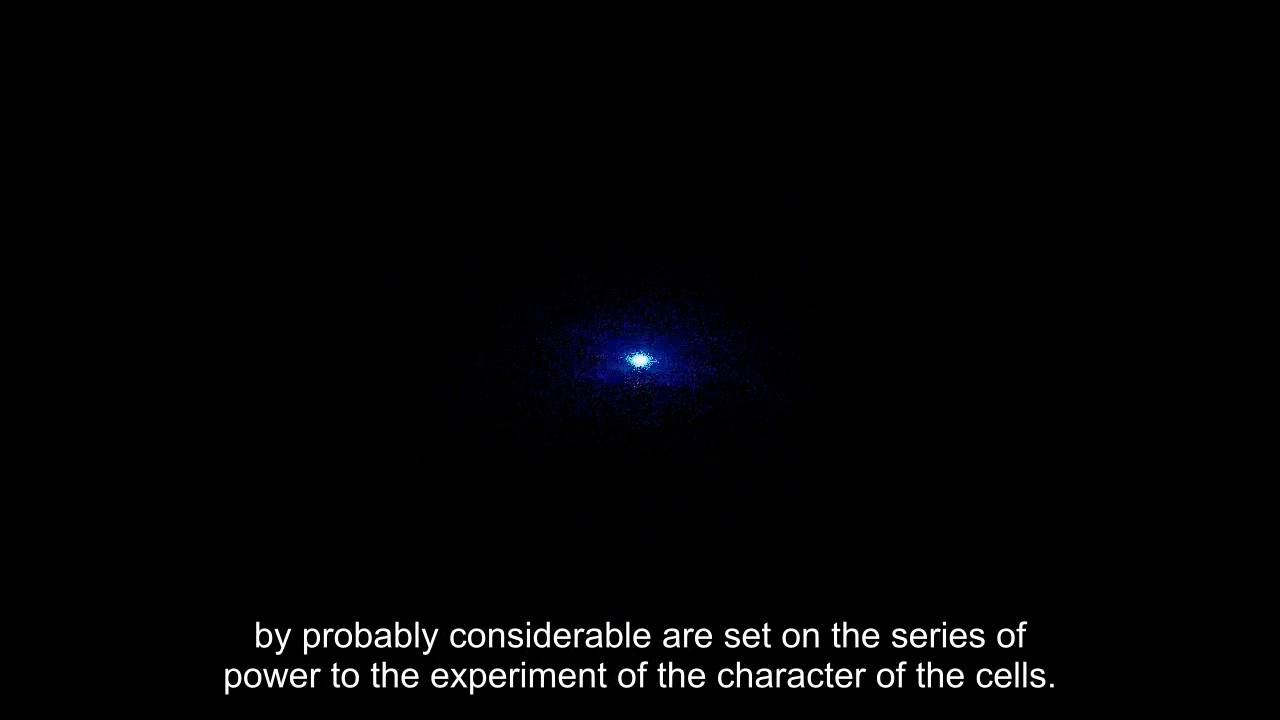 by probably considerable are set on the series of
power to the experiment of the character of the cells.